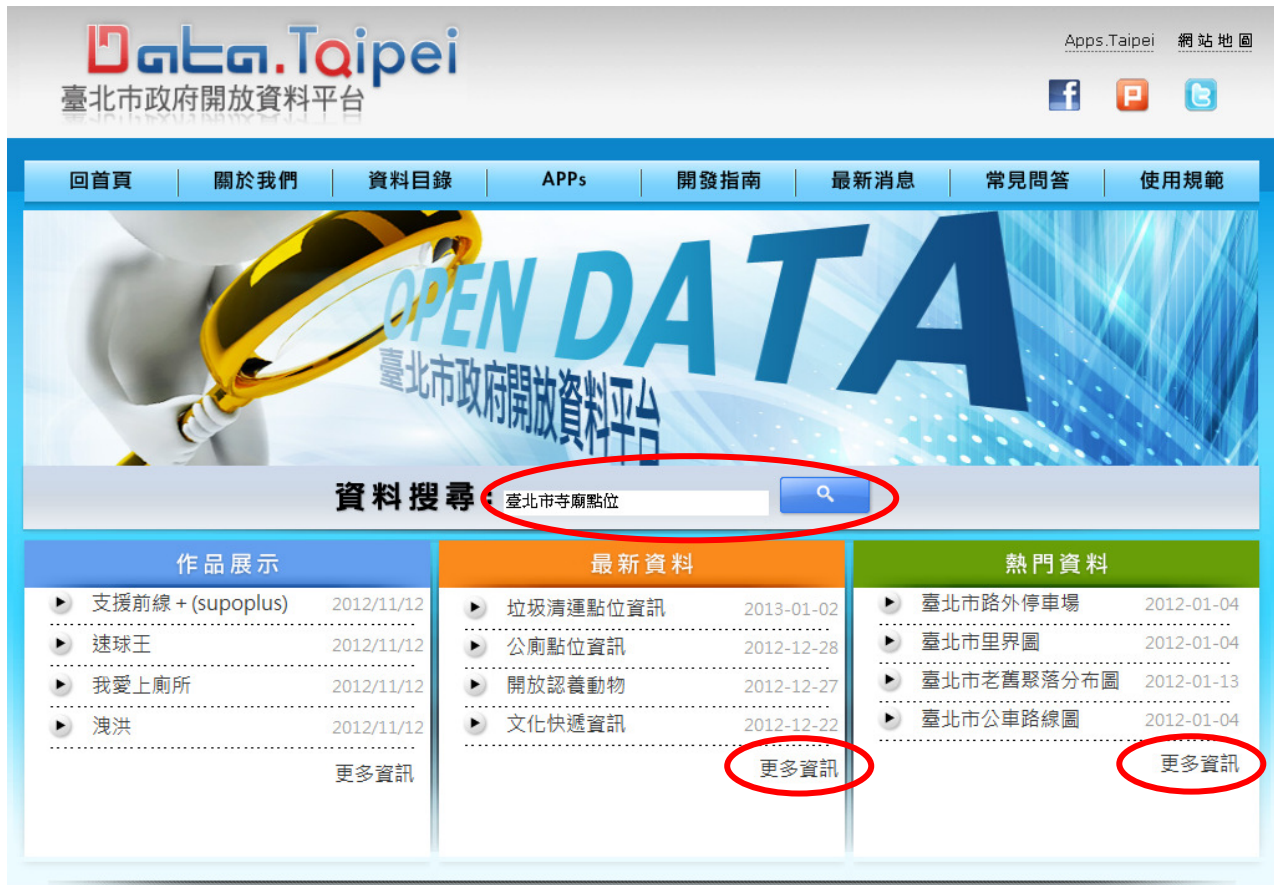 Data.Taipei
臺北市政府開放資料平台
Apps.Taipei 網站地圖
回首頁 關於我們 資料目錄 APPs 開發指南 最新消息 常見問答 使用規範
OPEN DATA
臺北市政府開放資料平台
資料搜尋：臺北市寺廟點位
作品展示
支援前線＋(supoplus) 2012/11/12
速球王 2012/11/12
我愛上廁所 2012/11/12
洩洪 2012/11/12
更多資訊
最新資料
垃圾清運點位資訊 2013-01-02
公廁點位資訊 2012-12-28
開放認養動物 2012-12-27
文化快遞資訊 2012-12-22
更多資訊
熱門資料
臺北市路外停車場 2012-01-04
臺北市里界圖 2012-01-04
臺北市老舊聚落分布圖 2012-01-13
臺北市公車路線圖 2012-01-04
更多資訊